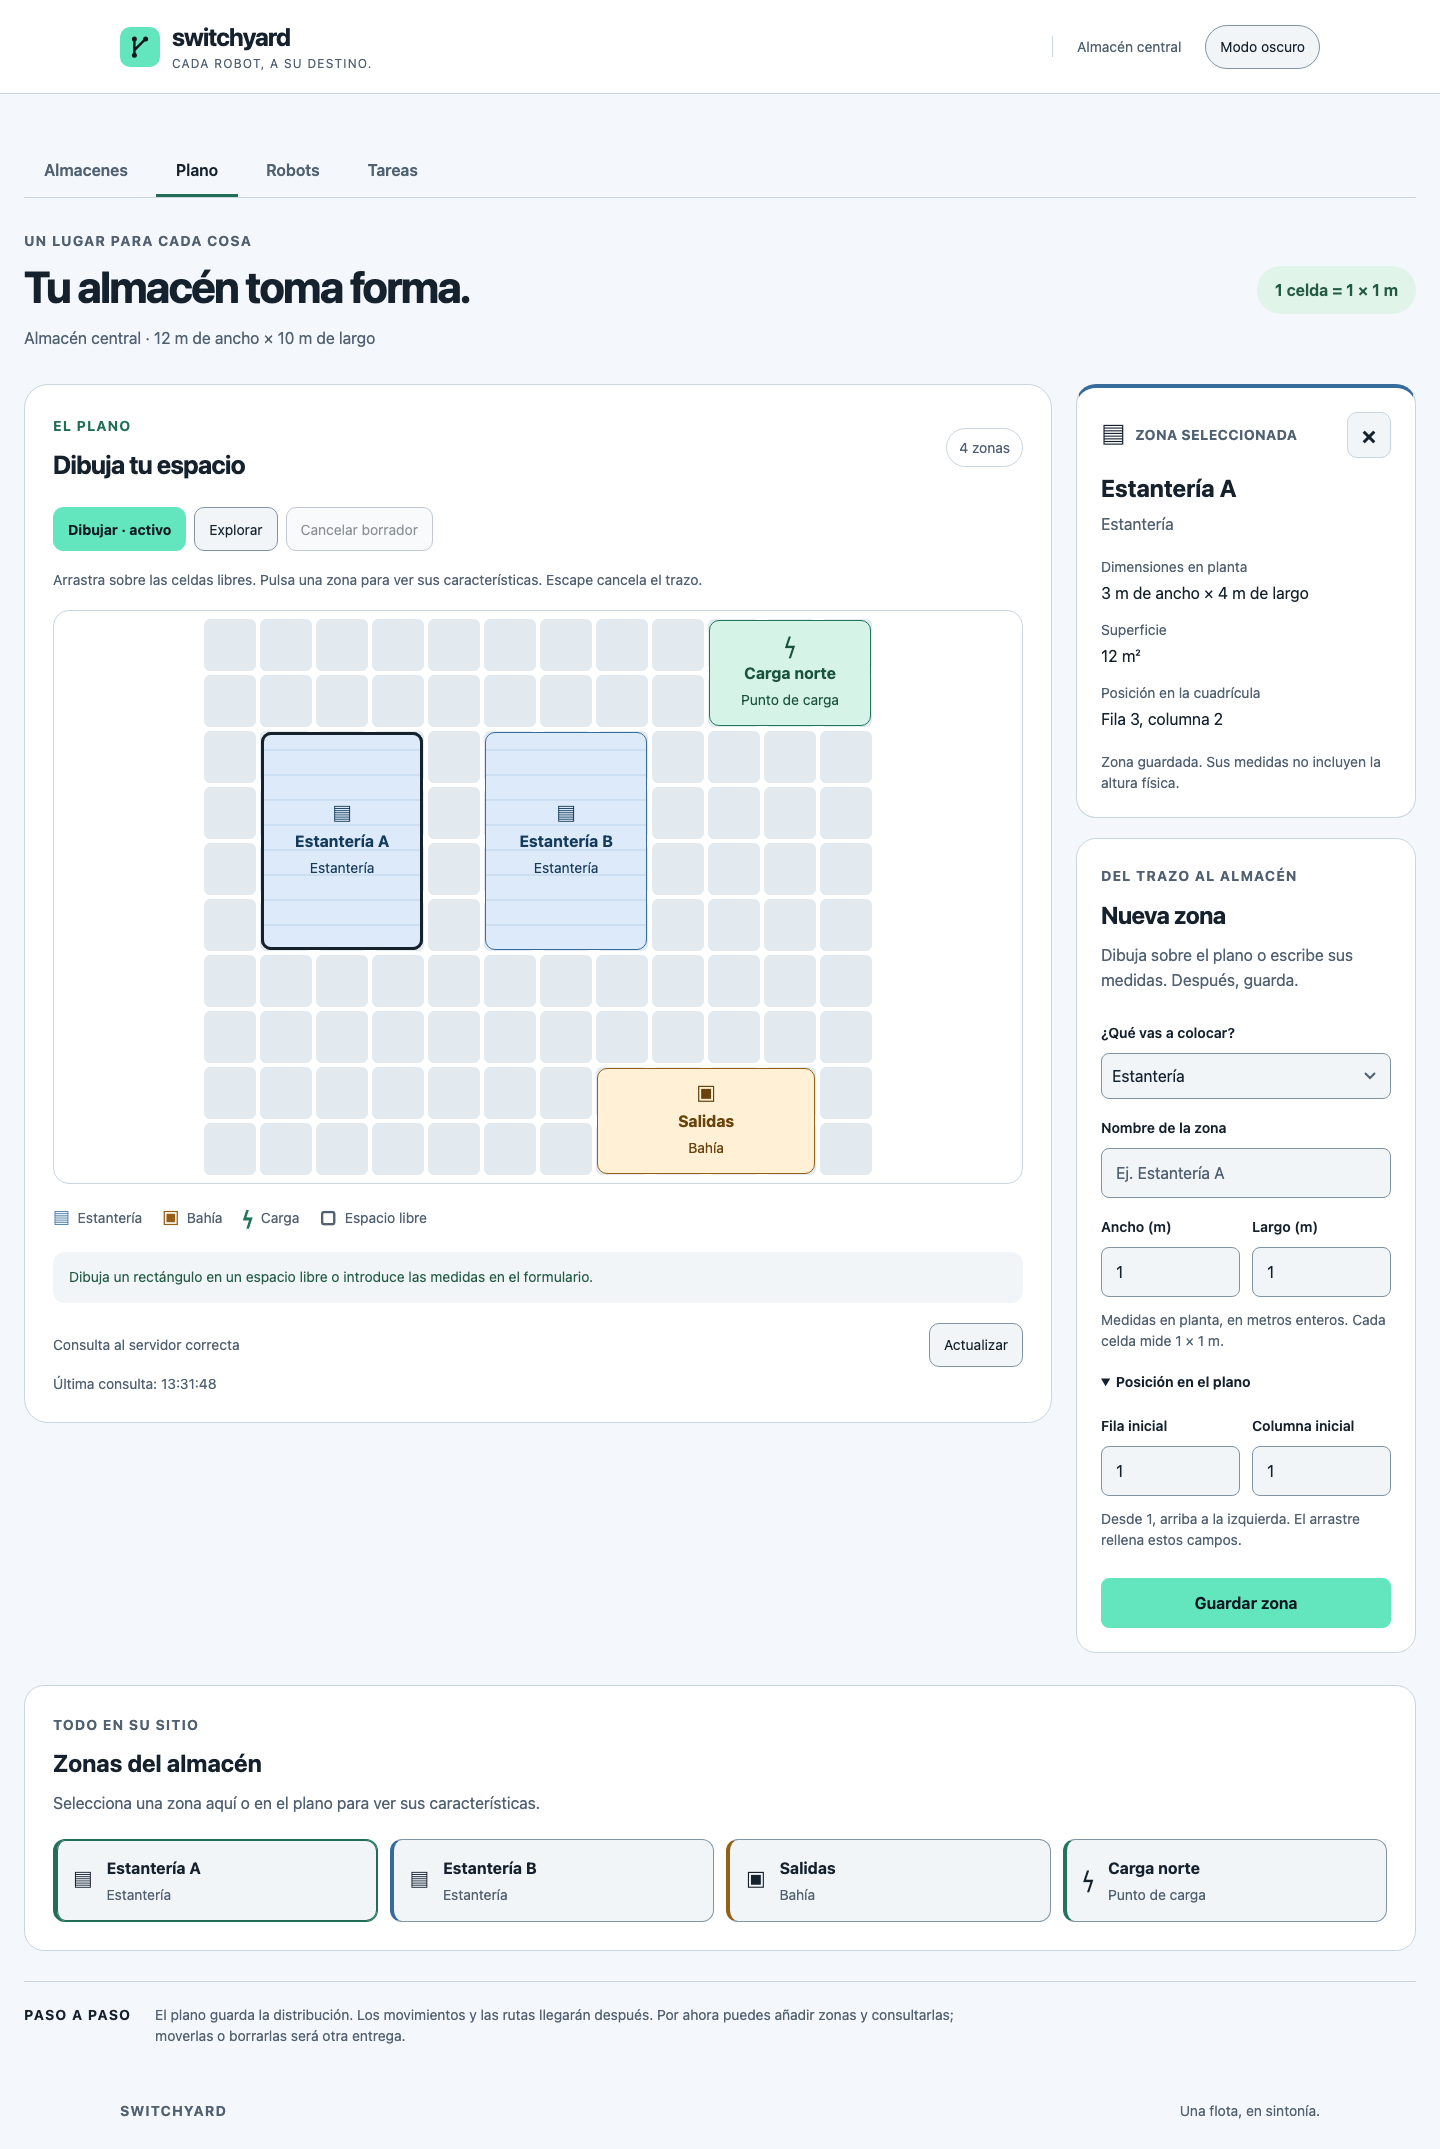 switchyard
CADA ROBOT, A SU DESTINO.
Almacén central
Modo oscuro
Almacenes
Plano
Robots
Tareas
UN LUGAR PARA CADA COSA
Tu almacén toma forma.
1 celda = 1 × 1 m
Almacén central · 12 m de ancho × 10 m de largo
EL PLANO
Dibuja tu espacio
4 zonas
Dibujar · activo
Explorar
Cancelar borrador
Arrastra sobre las celdas libres. Pulsa una zona para ver sus características. Escape cancela el trazo.
Carga norte
Punto de carga
Estantería A
Estantería
Estantería B
Estantería
Salidas
Bahía
Estantería
Bahía
Carga
Espacio libre
Dibuja un rectángulo en un espacio libre o introduce las medidas en el formulario.
Consulta al servidor correcta
Actualizar
Última consulta: 13:31:48
ZONA SELECCIONADA
×
Estantería A
Estantería
Dimensiones en planta
3 m de ancho × 4 m de largo
Superficie
12 m²
Posición en la cuadrícula
Fila 3, columna 2
Zona guardada. Sus medidas no incluyen la
altura física.
DEL TRAZO AL ALMACÉN
Nueva zona
Dibuja sobre el plano o escribe sus
medidas. Después, guarda.
¿Qué vas a colocar?
Estantería
Nombre de la zona
Ej. Estantería A
Ancho (m)
Largo (m)
1
1
Medidas en planta, en metros enteros. Cada
celda mide 1 × 1 m.
▼ Posición en el plano
Fila inicial
Columna inicial
1
1
Desde 1, arriba a la izquierda. El arrastre
rellena estos campos.
Guardar zona
TODO EN SU SITIO
Zonas del almacén
Selecciona una zona aquí o en el plano para ver sus características.
Estantería A
Estantería
Estantería B
Estantería
Salidas
Bahía
Carga norte
Punto de carga
PASO A PASO
El plano guarda la distribución. Los movimientos y las rutas llegarán después. Por ahora puedes añadir zonas y consultarlas;
moverlas o borrarlas será otra entrega.
SWITCHYARD
Una flota, en sintonía.